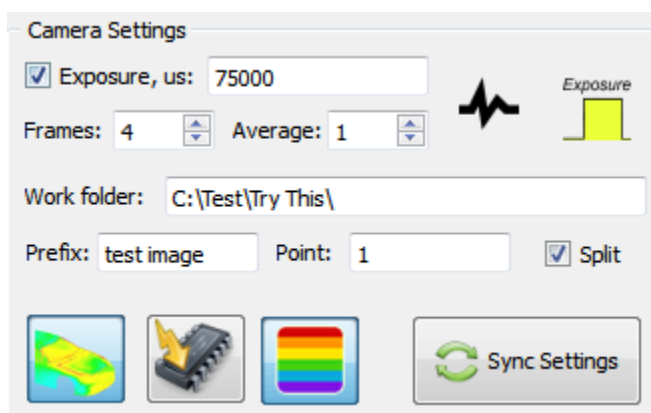 Camera Settings
Exposure, us: 75000
Exposure
Frames: 4 Average: 1
Work folder: C:\Test\Try This\
Prefix: test image Point: 1 Split
Sync Settings